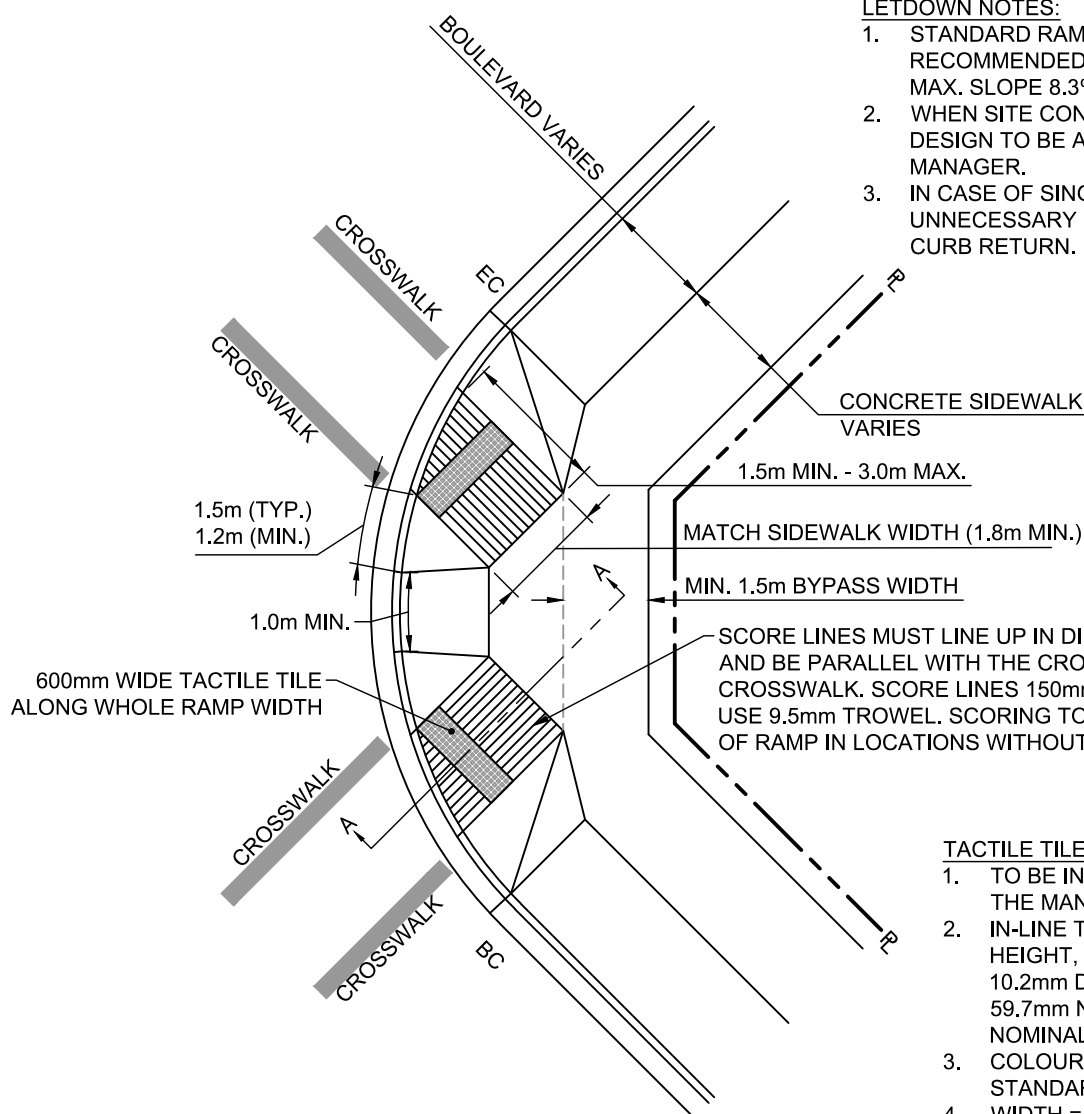 LETDOWN NOTES:
1. STANDARD RAM
RECOMMENDED
MAX. SLOPE 8.3%
2. WHEN SITE CON
DESIGN TO BE A
MANAGER.
3. IN CASE OF SING
UNNECESSARY
CURB RETURN.
BOULEVARD VARIES
CROSSWALK
EC
CROSSWALK
PL
CONCRETE SIDEWALK
VARIES
1.5m MIN. - 3.0m MAX.
1.5m (TYP.)
1.2m (MIN.)
MATCH SIDEWALK WIDTH (1.8m MIN.)
A
MIN. 1.5m BYPASS WIDTH
1.0m MIN.
SCORE LINES MUST LINE UP IN DI
AND BE PARALLEL WITH THE CRO
CROSSWALK. SCORE LINES 150mm
USE 9.5mm TROWEL. SCORING TO
OF RAMP IN LOCATIONS WITHOUT
600mm WIDE TACTILE TILE
ALONG WHOLE RAMP WIDTH
CROSSWALK
A
CROSSWALK
BC
PL
TACTILE TILE
1. TO BE IN
THE MAN
2. IN-LINE T
HEIGHT,
10.2mm D
59.7mm N
NOMINAL
3. COLOUR
STANDAR
4. WIDTH =